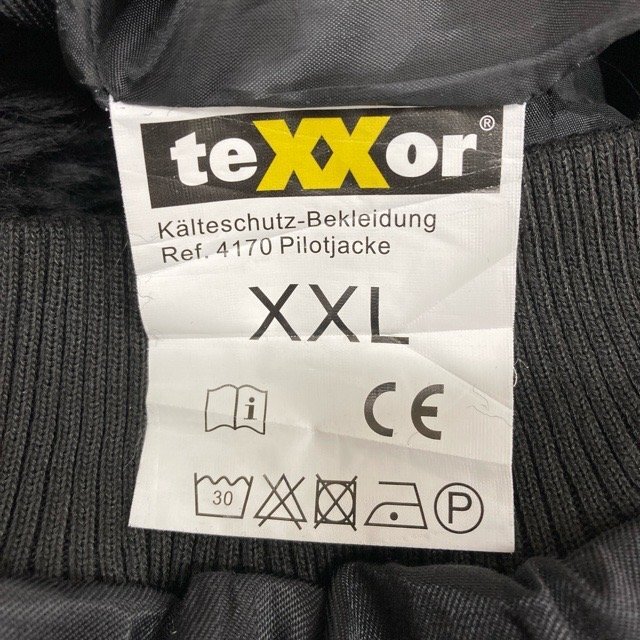 teXXor®
Kälteschutz-Bekleidung
Ref. 4170 Pilotjacke
XXL
i CE
30 P